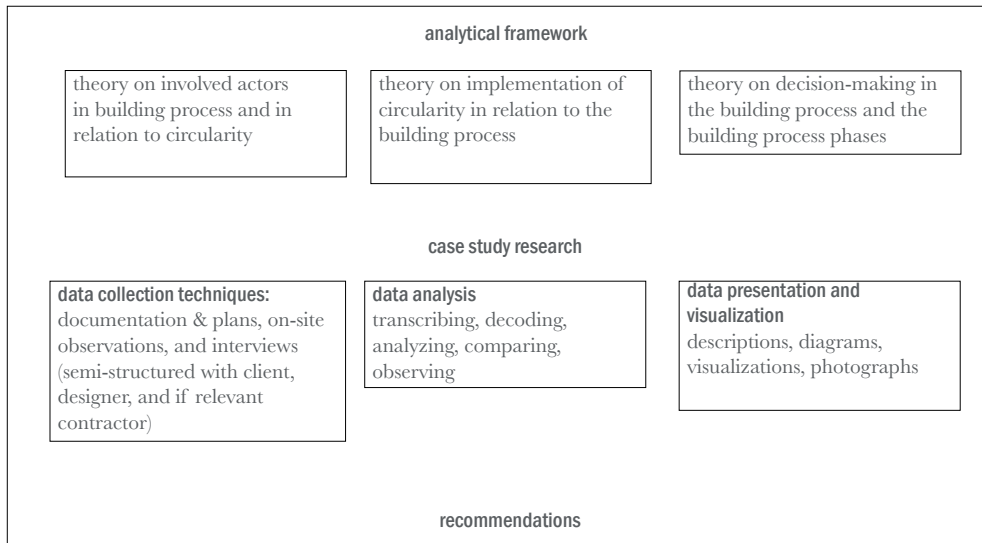 analytical framework
theory on involved actors
in building process and in
relation to circularity
theory on implementation of
circularity in relation to the
building process
theory on decision-making in
the building process and the
building process phases
case study research
data collection techniques:
documentation & plans, on-site
observations, and interviews
(semi-structured with client,
designer, and if relevant
contractor)
data analysis
transcribing, decoding,
analyzing, comparing,
observing
data presentation and
visualization
descriptions, diagrams,
visualizations, photographs
recommendations